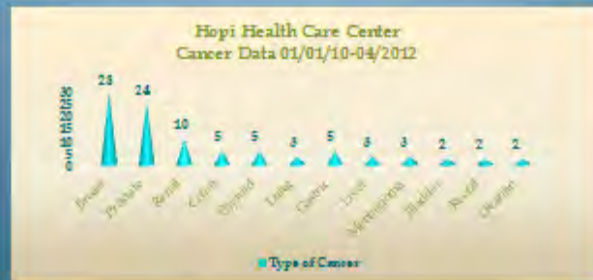 Hopi Health Care Center
Cancer Data 01/01/10-04/2012
30
25
20
15
10
5
0
28
24
10
5
5
3
5
3
3
2
2
2
Breast
Prostate
Renal
Colon
Thyroid
Lung
Gastric
Liver
Bladder
Ovarian
Type of Cancer